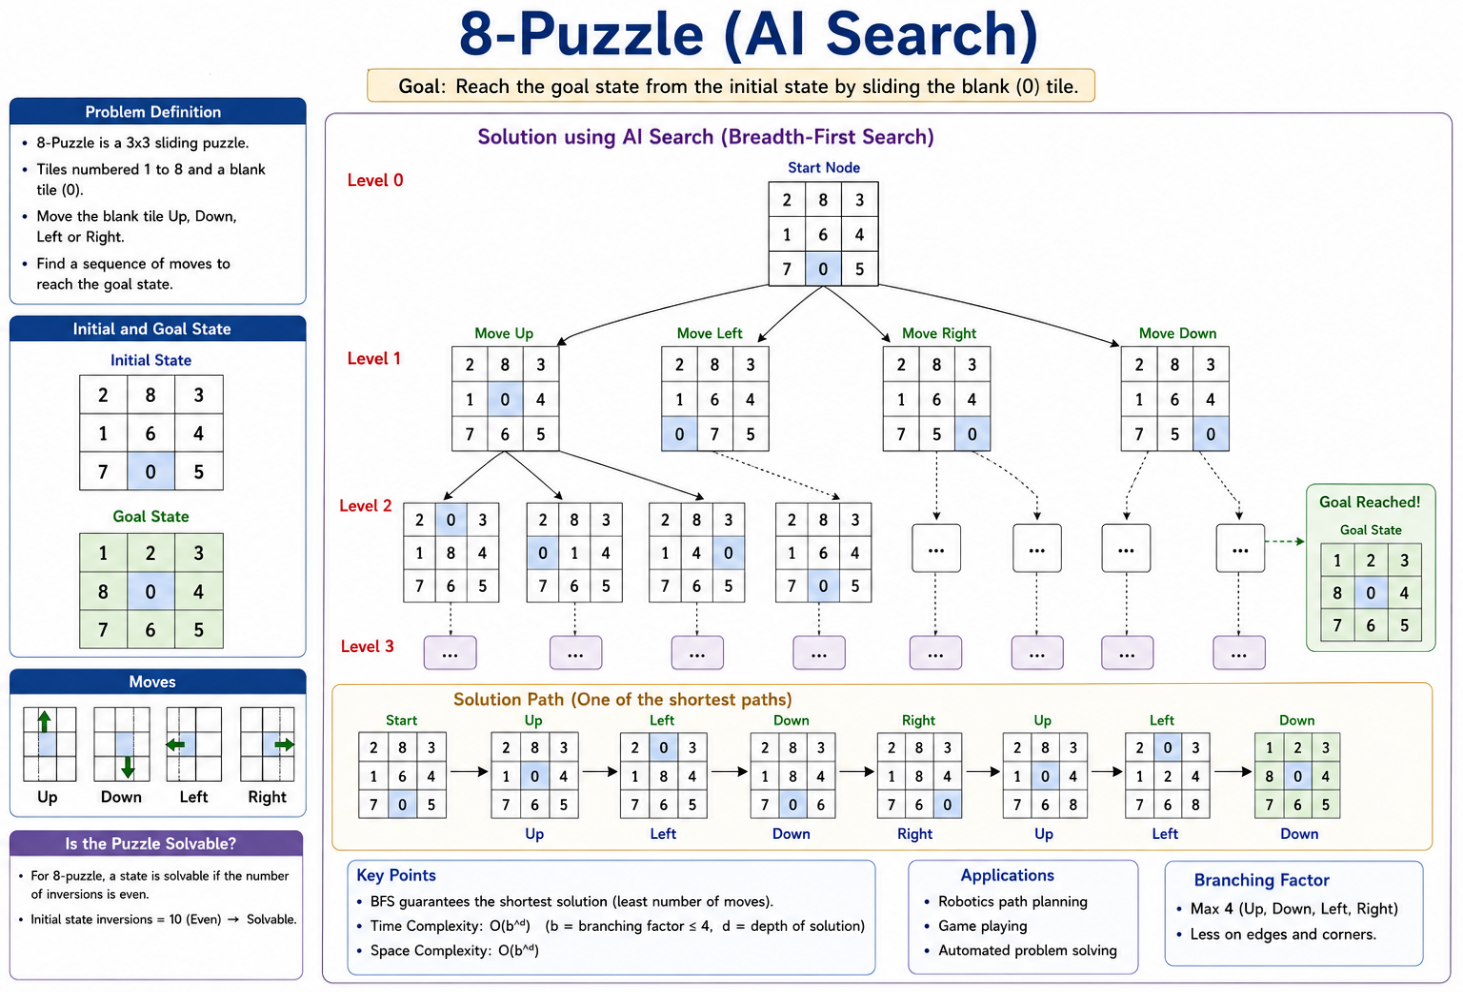 8-Puzzle (AI Search)
Goal: Reach the goal state from the initial state by sliding the blank (0) tile.
Problem Definition
• 8-Puzzle is a 3x3 sliding puzzle.
• Tiles numbered 1 to 8 and a blank
tile (0).
• Move the blank tile Up, Down,
Left or Right.
• Find a sequence of moves to
reach the goal state.
Initial and Goal State
Initial State
2 8 3
1 6 4
7 0 5
Goal State
1 2 3
8 0 4
7 6 5
Moves
Up Down Left Right
Is the Puzzle Solvable?
• For 8-puzzle, a state is solvable if the number
of inversions is even.
• Initial state inversions = 10 (Even) → Solvable.
Solution using AI Search (Breadth-First Search)
Level 0
Start Node
2 8 3
1 6 4
7 0 5
Level 1
Move Up
2 8 3
1 0 4
7 6 5
Move Left
2 8 3
1 6 4
0 7 5
Move Right
2 8 3
1 6 4
7 5 0
Move Down
2 8 3
1 6 4
7 5 0
Level 2
2 0 3
1 8 4
7 6 5
2 8 3
0 1 4
7 6 5
2 8 3
1 4 0
7 6 5
2 8 3
1 6 4
7 0 5
... ... ... ...
Goal Reached!
Goal State
1 2 3
8 0 4
7 6 5
Level 3
... ... ... ... ... ... ... ...
Solution Path (One of the shortest paths)
Start
2 8 3
1 6 4
7 0 5
Up
2 8 3
1 0 4
7 6 5
Up
Left
2 0 3
1 8 4
7 6 5
Left
Down
2 8 3
1 8 4
7 0 6
Down
Right
2 8 3
1 8 4
7 6 0
Right
Up
2 8 3
1 0 4
7 6 8
Up
Left
2 0 3
1 2 4
7 6 8
Left
Down
1 2 3
8 0 4
7 6 5
Down
Key Points
• BFS guarantees the shortest solution (least number of moves).
• Time Complexity: O(b^d) (b = branching factor ≤ 4, d = depth of solution)
• Space Complexity: O(b^d)
Applications
• Robotics path planning
• Game playing
• Automated problem solving
Branching Factor
• Max 4 (Up, Down, Left, Right)
• Less on edges and corners.